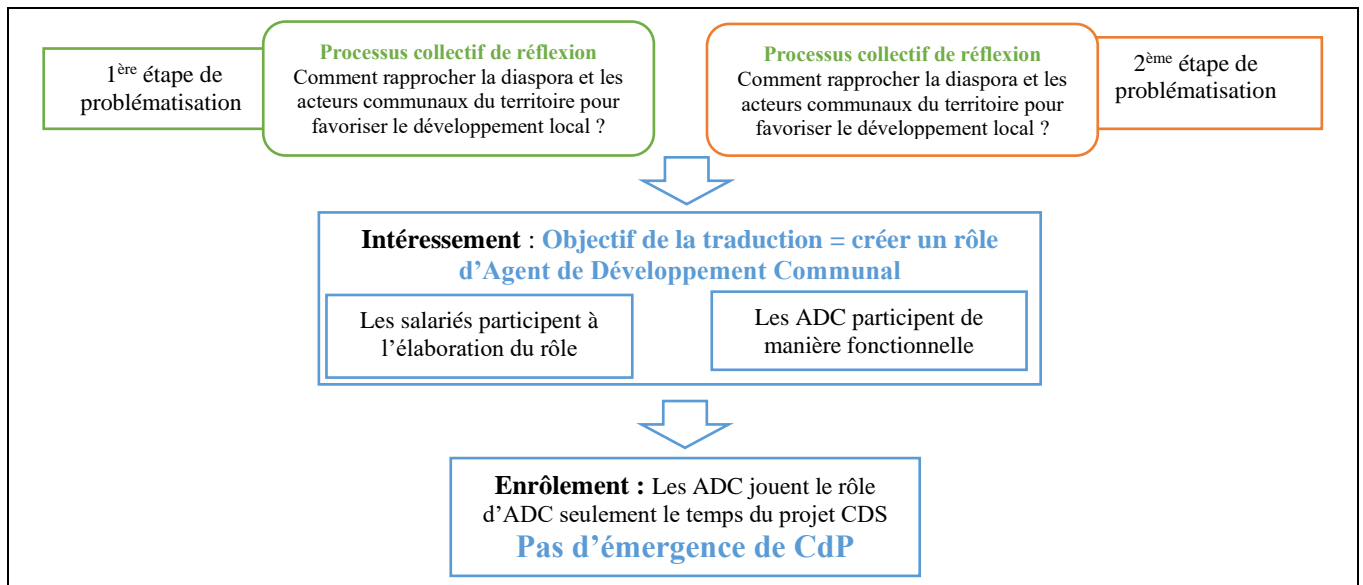 1ère étape de
problématisation
Processus collectif de réflexion
Comment rapprocher la diaspora et les
acteurs communaux du territoire pour
favoriser le développement local ?
Processus collectif de réflexion
Comment rapprocher la diaspora et les
acteurs communaux du territoire pour
favoriser le développement local ?
2ème étape de
problématisation
Intéressement : Objectif de la traduction = créer un rôle
d’Agent de Développement Communal
Les salariés participent à
l’élaboration du rôle
Les ADC participent de
manière fonctionnelle
Enrôlement : Les ADC jouent le rôle
d’ADC seulement le temps du projet CDS
Pas d’émergence de CdP